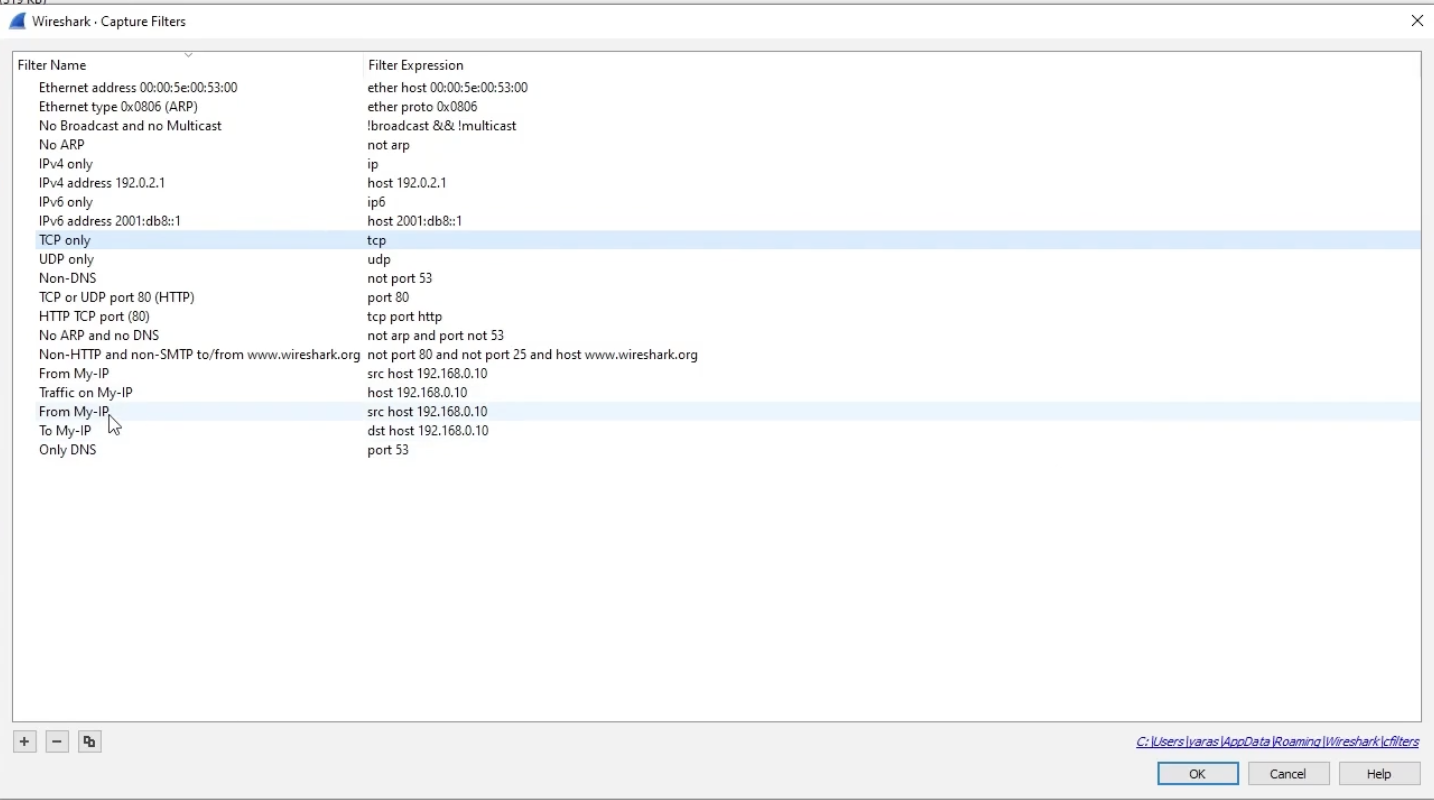 Wireshark · Capture Filters
Filter Name Filter Expression
Ethernet address 00:00:5e:00:53:00 ether host 00:00:5e:00:53:00
Ethernet type 0x0806 (ARP) ether proto 0x0806
No Broadcast and no Multicast !broadcast && !multicast
No ARP not arp
IPv4 only ip
IPv4 address 192.0.2.1 host 192.0.2.1
IPv6 only ip6
IPv6 address 2001:db8::1 host 2001:db8::1
TCP only tcp
UDP only udp
Non-DNS not port 53
TCP or UDP port 80 (HTTP) port 80
HTTP TCP port (80) tcp port http
No ARP and no DNS not arp and port not 53
Non-HTTP and non-SMTP to/from www.wireshark.org not port 80 and not port 25 and host www.wireshark.org
From My-IP src host 192.168.0.10
Traffic on My-IP host 192.168.0.10
From My-IP src host 192.168.0.10
To My-IP dst host 192.168.0.10
Only DNS port 53
C:\Users\yaras\AppData\Roaming\Wireshark\cfilters
OK Cancel Help